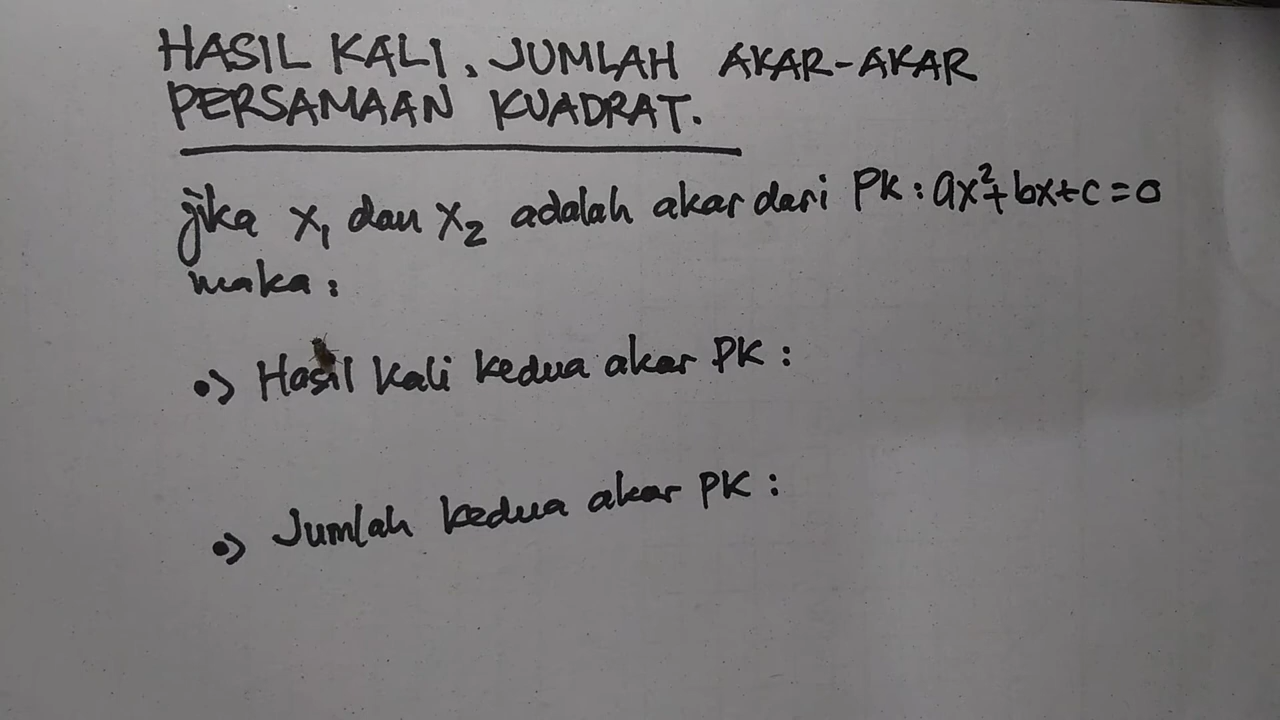 HASIL KALI, JUMLAH AKAR-AKAR
PERSAMAAN KUADRAT.
jika x₁ dan x₂ adalah akar dari PK : ax²+bx+c=0
maka :
•> Hasil kali kedua akar PK :
•> Jumlah kedua akar PK :